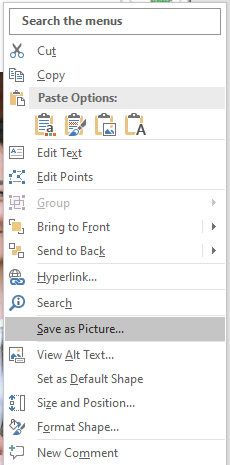 Search the menus
Cut
Copy
Paste Options:
Edit Text
Edit Points
Group
Bring to Front
Send to Back
Hyperlink...
Search
Save as Picture...
View Alt Text...
Set as Default Shape
Size and Position...
Format Shape...
New Comment